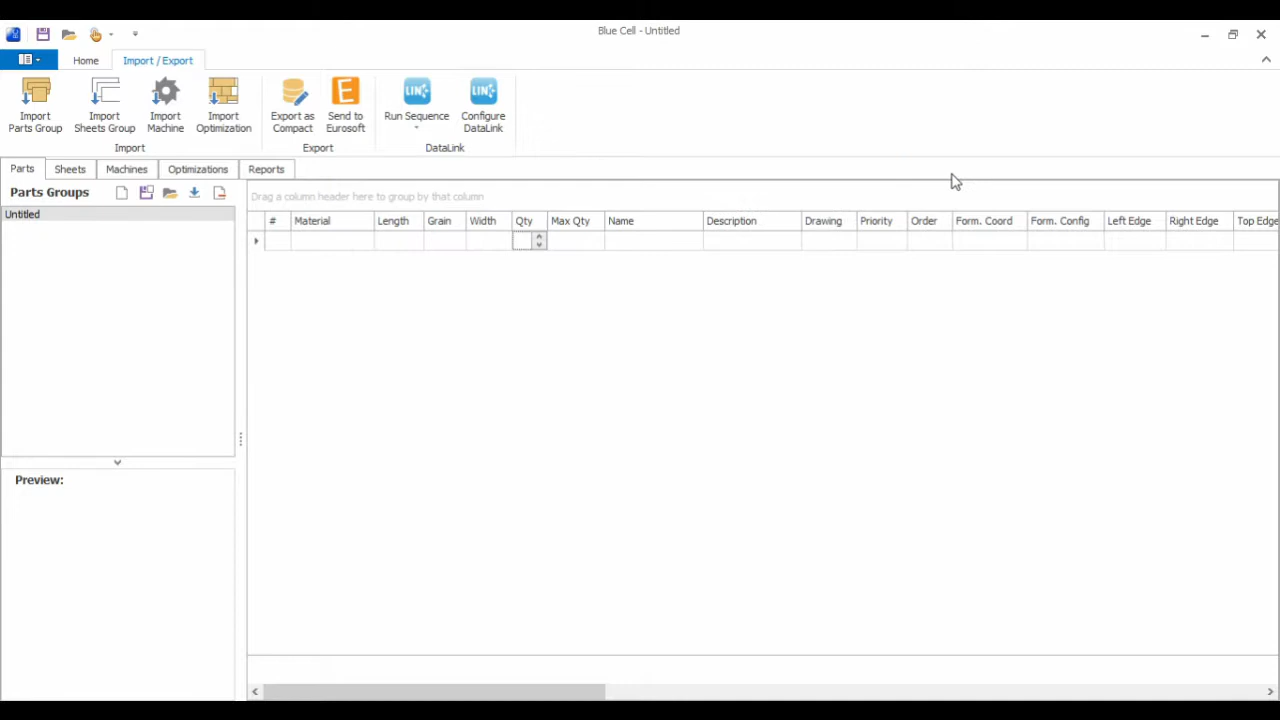 Blue Cell - Untitled
Home
Import / Export
Import
Parts Group
Import
Sheets Group
Import
Machine
Import
Optimization
Import
Export as
Compact
Send to
Eurosoft
Export
LINK
Run Sequence
LINK
Configure
DataLink
DataLink
Parts
Sheets
Machines
Optimizations
Reports
Parts Groups
Untitled
Preview:
Drag a column header here to group by that column
# Material Length Grain Width Qty Max Qty Name Description Drawing Priority Order Form. Coord Form. Config Left Edge Right Edge Top Edge